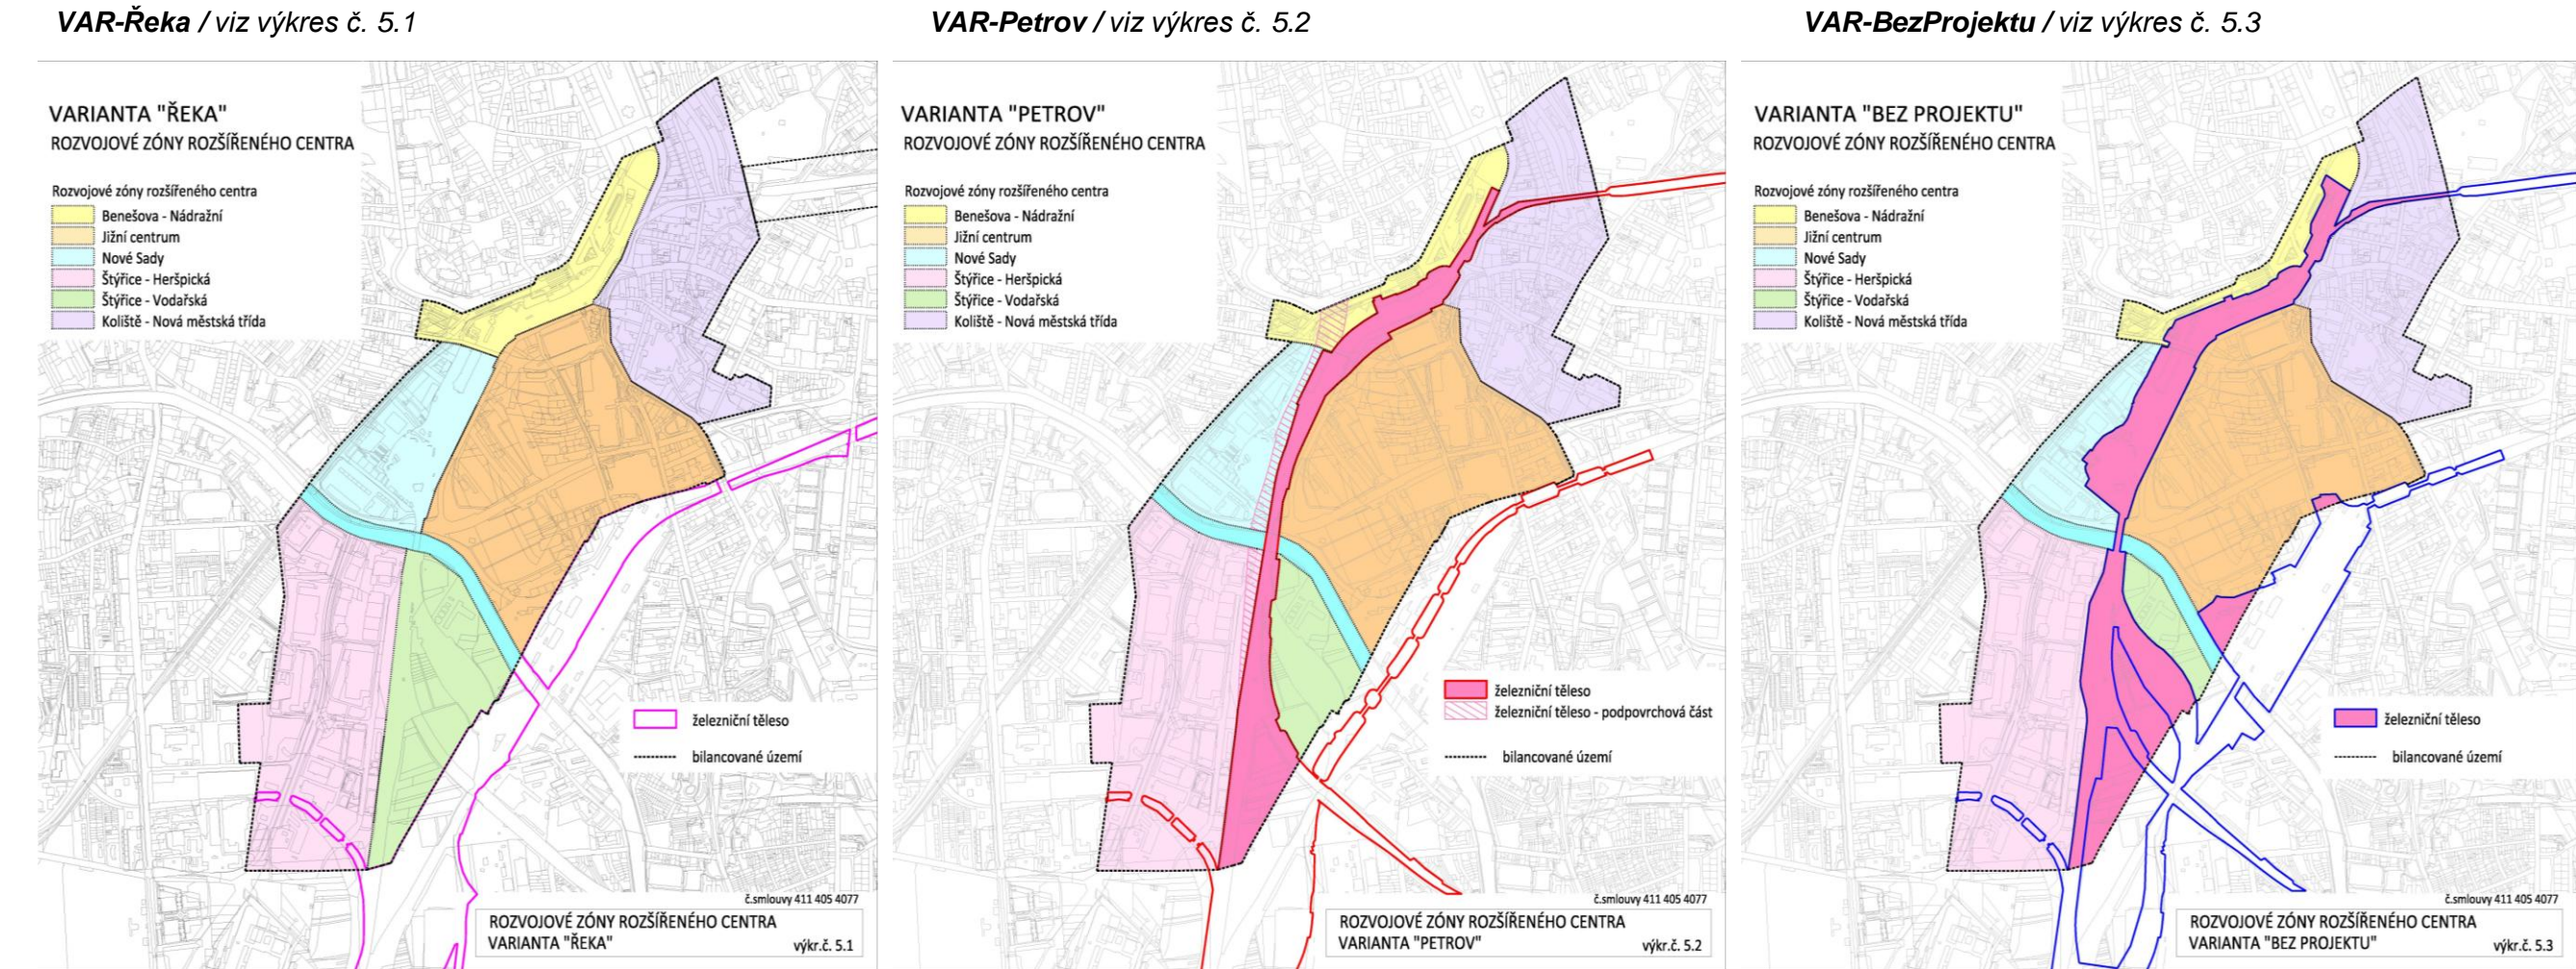 VAR-Řeka / viz výkres č. 5.1
VARIANTA "ŘEKA"
ROZVOJOVÉ ZÓNY ROZŠÍŘENÉHO CENTRA
Rozvojové zóny rozšířeného centra
Benešova - Nádražní
Jižní centrum
Nové Sady
Štýřice - Heršpická
Štýřice - Vodařská
Koliště - Nová městská třída
železniční těleso
bilancované území
č.smlouvy 411 405 4077
ROZVOJOVÉ ZÓNY ROZŠÍŘENÉHO CENTRA
VARIANTA "ŘEKA" výkr.č. 5.1
VAR-Petrov / viz výkres č. 5.2
VARIANTA "PETROV"
ROZVOJOVÉ ZÓNY ROZŠÍŘENÉHO CENTRA
Rozvojové zóny rozšířeného centra
Benešova - Nádražní
Jižní centrum
Nové Sady
Štýřice - Heršpická
Štýřice - Vodařská
Koliště - Nová městská třída
železniční těleso
železniční těleso - podpovrchová část
bilancované území
č.smlouvy 411 405 4077
ROZVOJOVÉ ZÓNY ROZŠÍŘENÉHO CENTRA
VARIANTA "PETROV" výkr.č. 5.2
VAR-BezProjektu / viz výkres č. 5.3
VARIANTA "BEZ PROJEKTU"
ROZVOJOVÉ ZÓNY ROZŠÍŘENÉHO CENTRA
Rozvojové zóny rozšířeného centra
Benešova - Nádražní
Jižní centrum
Nové Sady
Štýřice - Heršpická
Štýřice - Vodařská
Koliště - Nová městská třída
železniční těleso
bilancované území
č.smlouvy 411 405 4077
ROZVOJOVÉ ZÓNY ROZŠÍŘENÉHO CENTRA
VARIANTA "BEZ PROJEKTU" výkr.č. 5.3